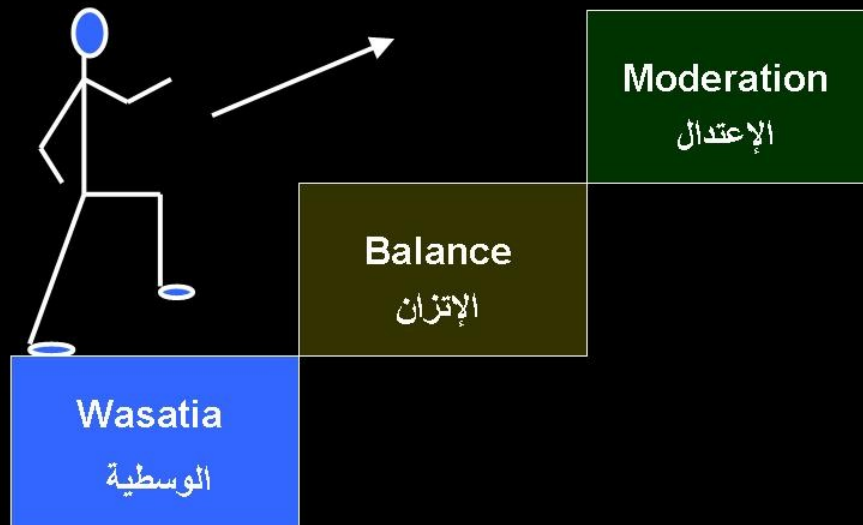 Moderation
الإعتدال
Balance
الإتزان
Wasatia
الوسطية